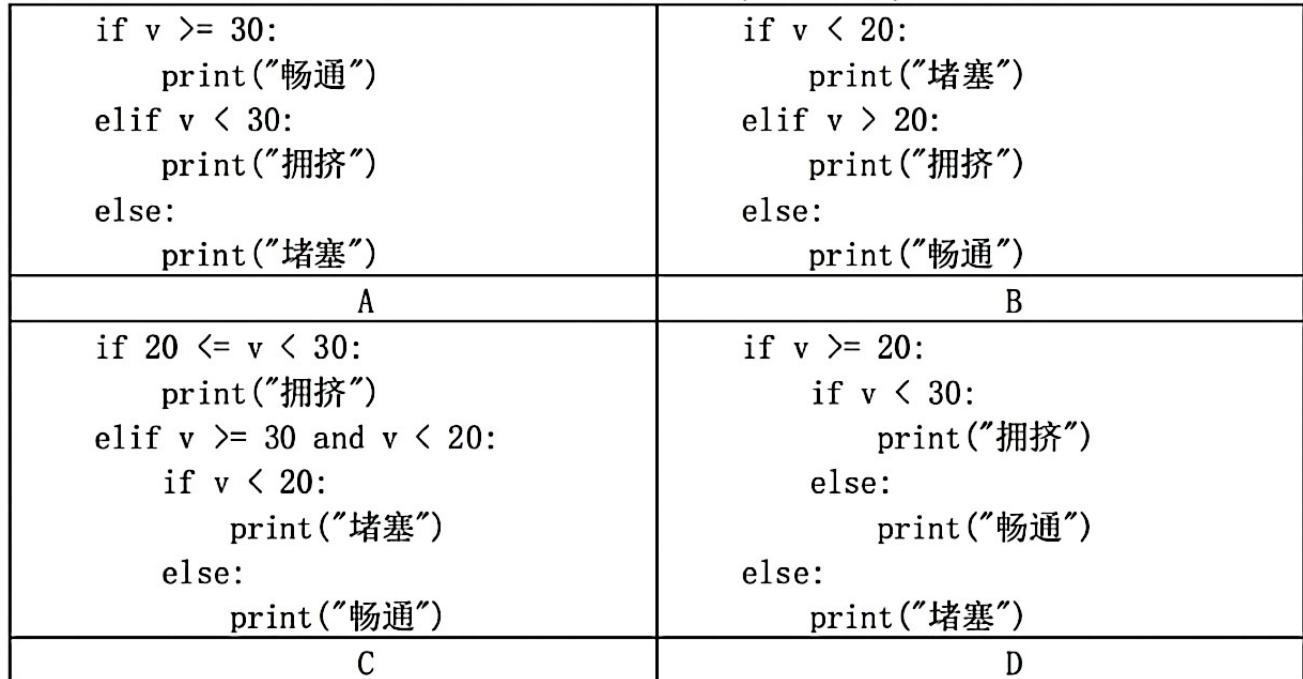 if v >= 30:
    print("畅通")
elif v < 30:
    print("拥挤")
else:
    print("堵塞")
A
if v < 20:
    print("堵塞")
elif v > 20:
    print("拥挤")
else:
    print("畅通")
B
if 20 <= v < 30:
    print("拥挤")
elif v >= 30 and v < 20:
    if v < 20:
        print("堵塞")
    else:
        print("畅通")
C
if v >= 20:
    if v < 30:
        print("拥挤")
    else:
        print("畅通")
else:
    print("堵塞")
D